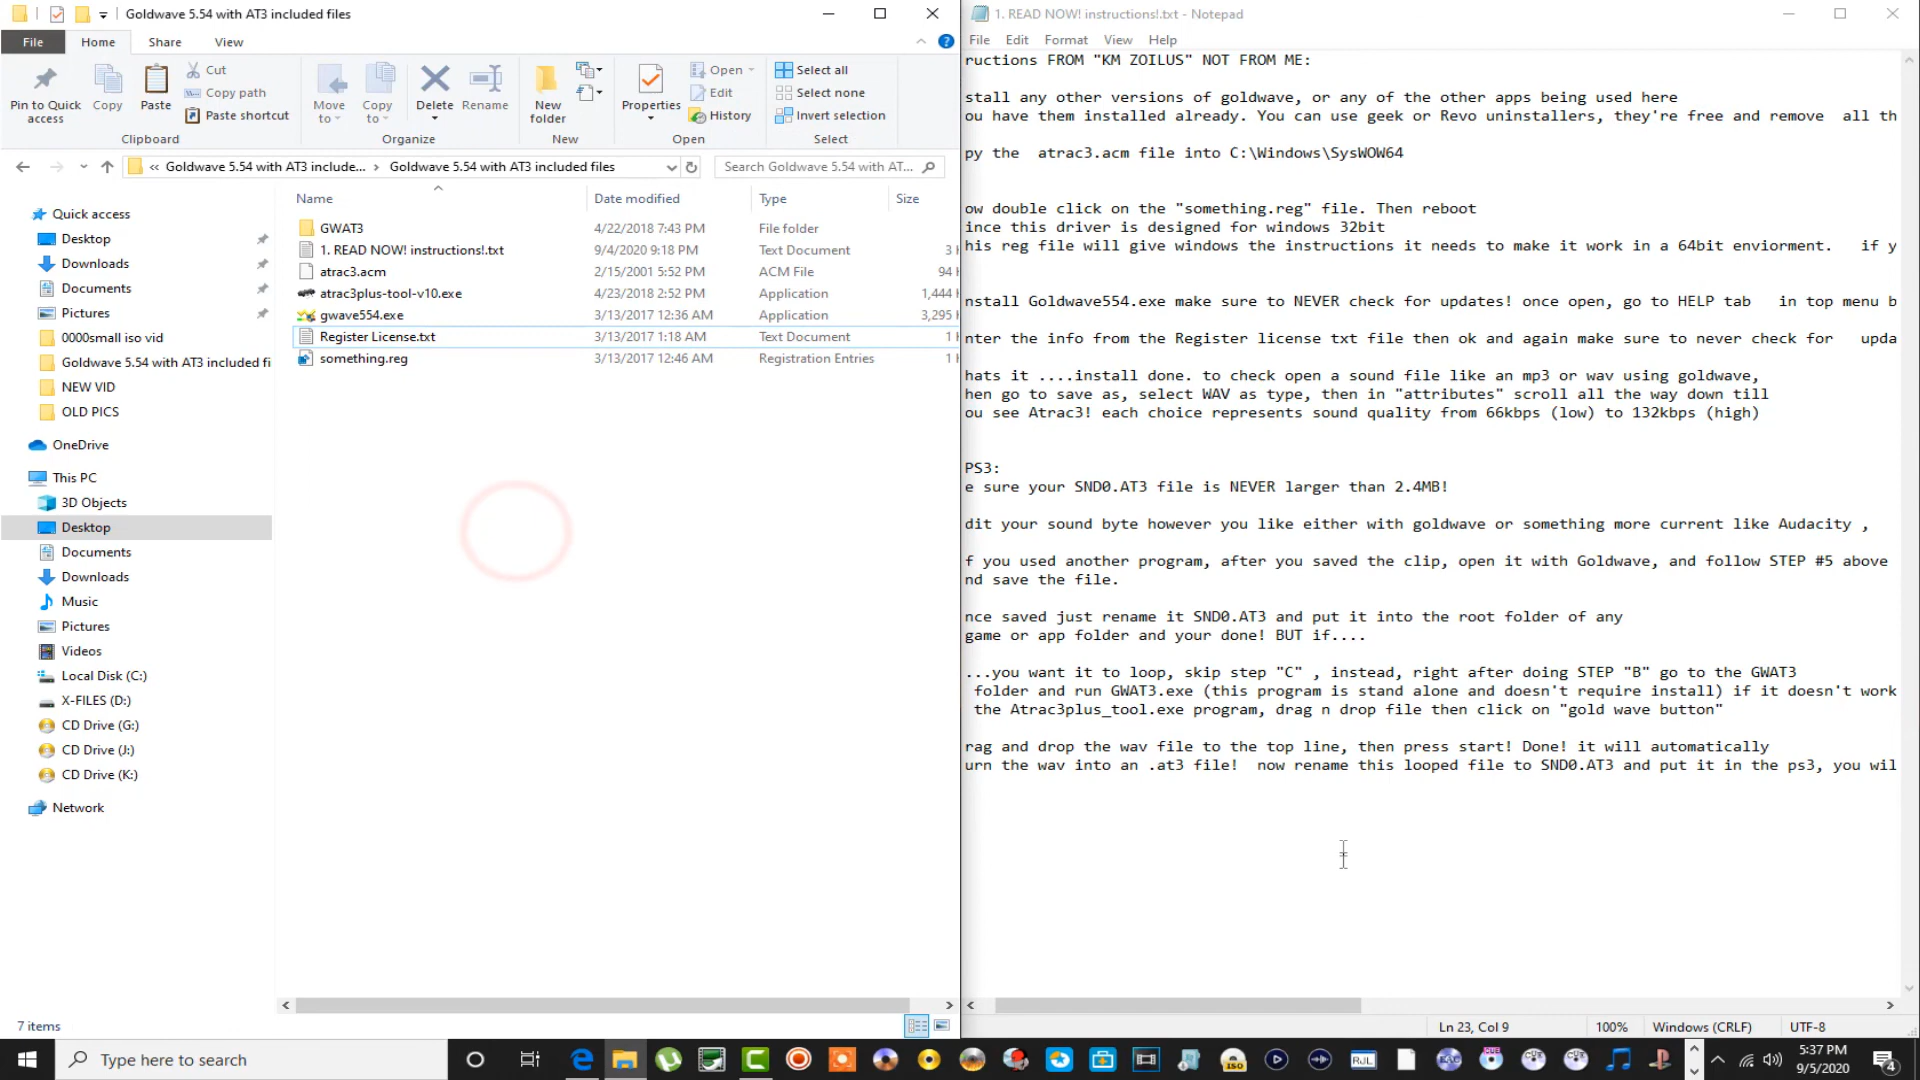 Goldwave 5.54 with AT3 included files
File Home Share View
Pin to Quick access
Copy
Paste
Cut
Copy path
Paste shortcut
Clipboard
Move to
Copy to
Delete
Rename
Organize
New folder
New
Properties
Open
Edit
History
Open
Select all
Select none
Invert selection
Select
« Goldwave 5.54 with AT3 include... › Goldwave 5.54 with AT3 included files
Search Goldwave 5.54 with AT...
Quick access
Desktop
Downloads
Documents
Pictures
0000small iso vid
Goldwave 5.54 with AT3 included fi
NEW VID
OLD PICS
OneDrive
This PC
3D Objects
Desktop
Documents
Downloads
Music
Pictures
Videos
Local Disk (C:)
X-FILES (D:)
CD Drive (G:)
CD Drive (J:)
CD Drive (K:)
Network
Name Date modified Type Size
GWAT3 4/22/2018 7:43 PM File folder
1. READ NOW! instructions!.txt 9/4/2020 9:18 PM Text Document 3
atrac3.acm 2/15/2001 5:52 PM ACM File 94
atrac3plus-tool-v10.exe 4/23/2018 2:52 PM Application 1,444
gwave554.exe 3/13/2017 12:36 AM Application 3,295
Register License.txt 3/13/2017 1:18 AM Text Document 1
something.reg 3/13/2017 12:46 AM Registration Entries 1
7 items
1. READ NOW! instructions!.txt - Notepad
File Edit Format View Help
ructions FROM "KM ZOILUS" NOT FROM ME:
stall any other versions of goldwave, or any of the other apps being used here
ou have them installed already. You can use geek or Revo uninstallers, they're free and remove  all th
py the  atrac3.acm file into C:\Windows\SysWOW64
ow double click on the "something.reg" file. Then reboot
ince this driver is designed for windows 32bit
his reg file will give windows the instructions it needs to make it work in a 64bit enviorment.   if y
nstall Goldwave554.exe make sure to NEVER check for updates! once open, go to HELP tab   in top menu b
nter the info from the Register license txt file then ok and again make sure to never check for   upda
hats it ....install done. to check open a sound file like an mp3 or wav using goldwave,
hen go to save as, select WAV as type, then in "attributes" scroll all the way down till
ou see Atrac3! each choice represents sound quality from 66kbps (low) to 132kbps (high)
PS3:
e sure your SND0.AT3 file is NEVER larger than 2.4MB!
dit your sound byte however you like either with goldwave or something more current like Audacity ,
f you used another program, after you saved the clip, open it with Goldwave, and follow STEP #5 above
nd save the file.
nce saved just rename it SND0.AT3 and put it into the root folder of any
game or app folder and your done! BUT if....
...you want it to loop, skip step "C" , instead, right after doing STEP "B" go to the GWAT3
folder and run GWAT3.exe (this program is stand alone and doesn't require install) if it doesn't work
the Atrac3plus_tool.exe program, drag n drop file then click on "gold wave button"
rag and drop the wav file to the top line, then press start! Done! it will automatically
urn the wav into an .at3 file!  now rename this looped file to SND0.AT3 and put it in the ps3, you wil
Ln 23, Col 9 100% Windows (CRLF) UTF-8
Type here to search
ISO
RJL
5:37 PM
9/5/2020
4